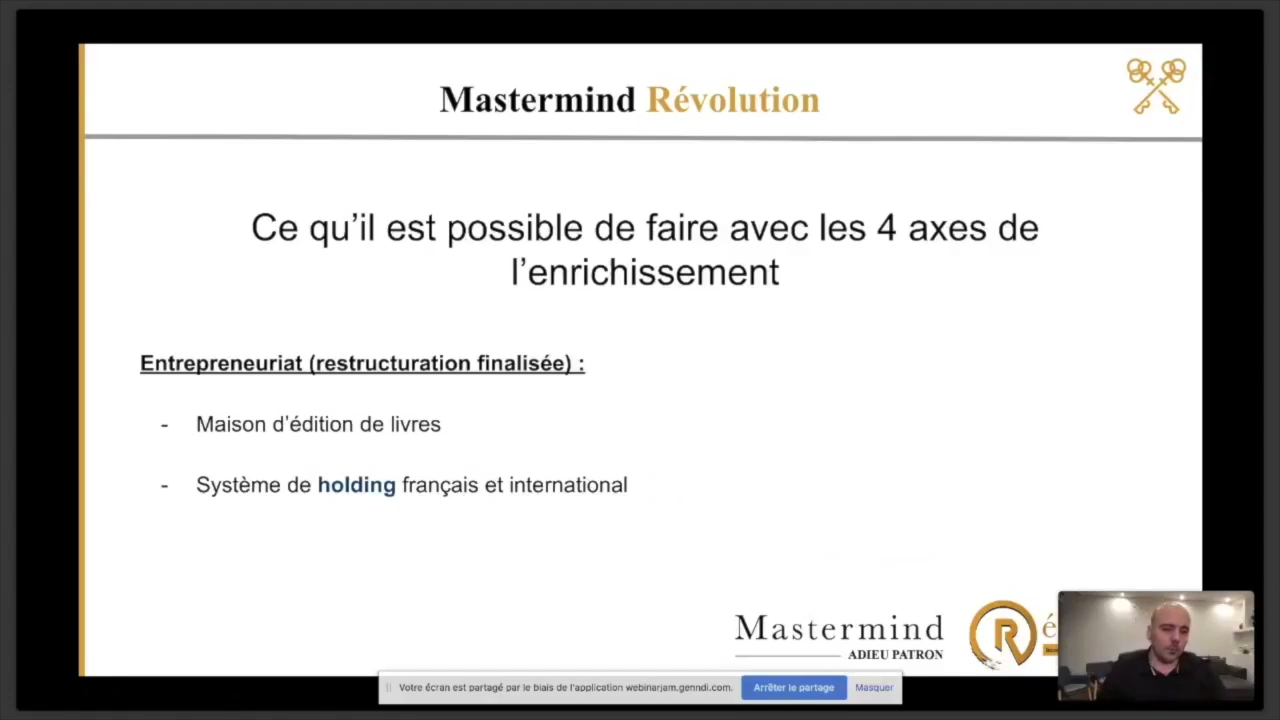 Mastermind Révolution
Ce qu’il est possible de faire avec les 4 axes de
l’enrichissement
Entrepreneuriat (restructuration finalisée) :
- Maison d’édition de livres
- Système de holding français et international
Mastermind
ADIEU PATRON
R
Votre écran est partagé par le biais de l'application webinarjam.genndi.com.
Arrêter le partage
Masquer